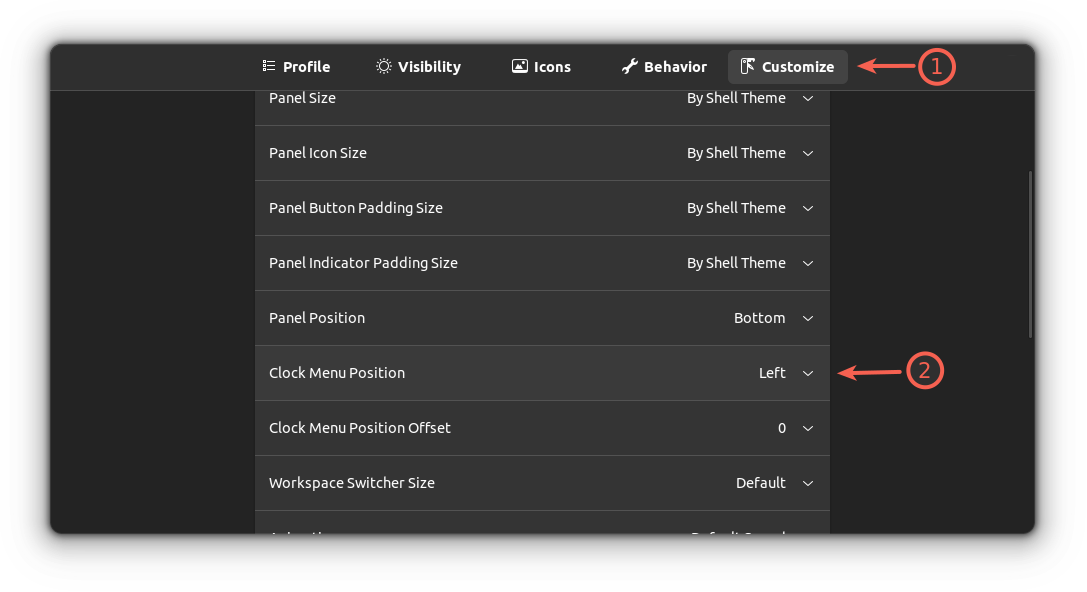 Profile Visibility Icons Behavior Customize 1
Panel Size By Shell Theme
Panel Icon Size By Shell Theme
Panel Button Padding Size By Shell Theme
Panel Indicator Padding Size By Shell Theme
Panel Position Bottom
Clock Menu Position Left 2
Clock Menu Position Offset 0
Workspace Switcher Size Default